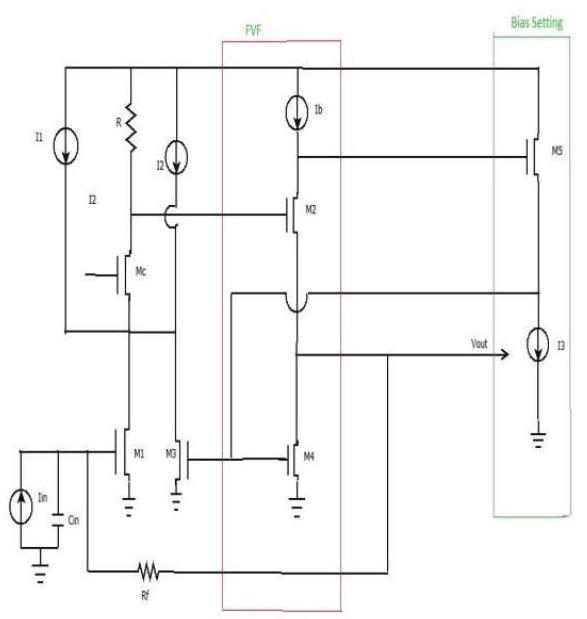 FVF
Bias Setting
I1
R
I2
Ib
M5
I2
M2
Mc
Vout
I3
M1
M3
M4
Iin
Cin
Rf